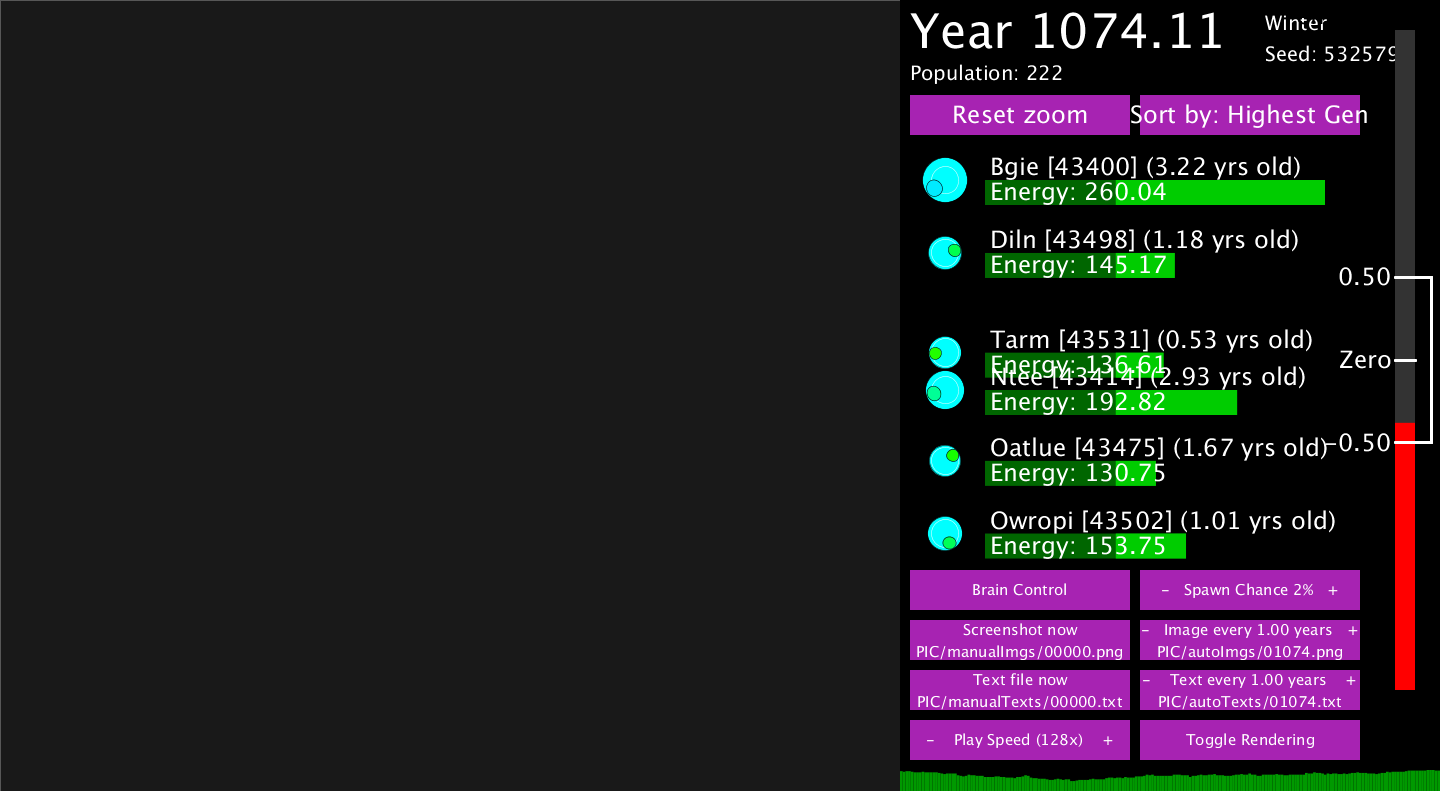 Year 1074.11
Winter
Seed: 532579
Population: 222
Reset zoom
Sort by: Highest Gen
Bgie [43400] (3.22 yrs old)
Energy: 260.04
Diln [43498] (1.18 yrs old)
Energy: 145.17
0.50
Tarm [43531] (0.53 yrs old)
Energy: 136.61
Zero
Ntee [43414] (2.93 yrs old)
Energy: 192.82
Oatlue [43475] (1.67 yrs old)
-0.50
Energy: 130.75
Owropi [43502] (1.01 yrs old)
Energy: 153.75
Brain Control
- Spawn Chance 2% +
Screenshot now
PIC/manualImgs/00000.png
- Image every 1.00 years +
PIC/autoImgs/01074.png
Text file now
PIC/manualTexts/00000.txt
- Text every 1.00 years +
PIC/autoTexts/01074.txt
- Play Speed (128x) +
Toggle Rendering